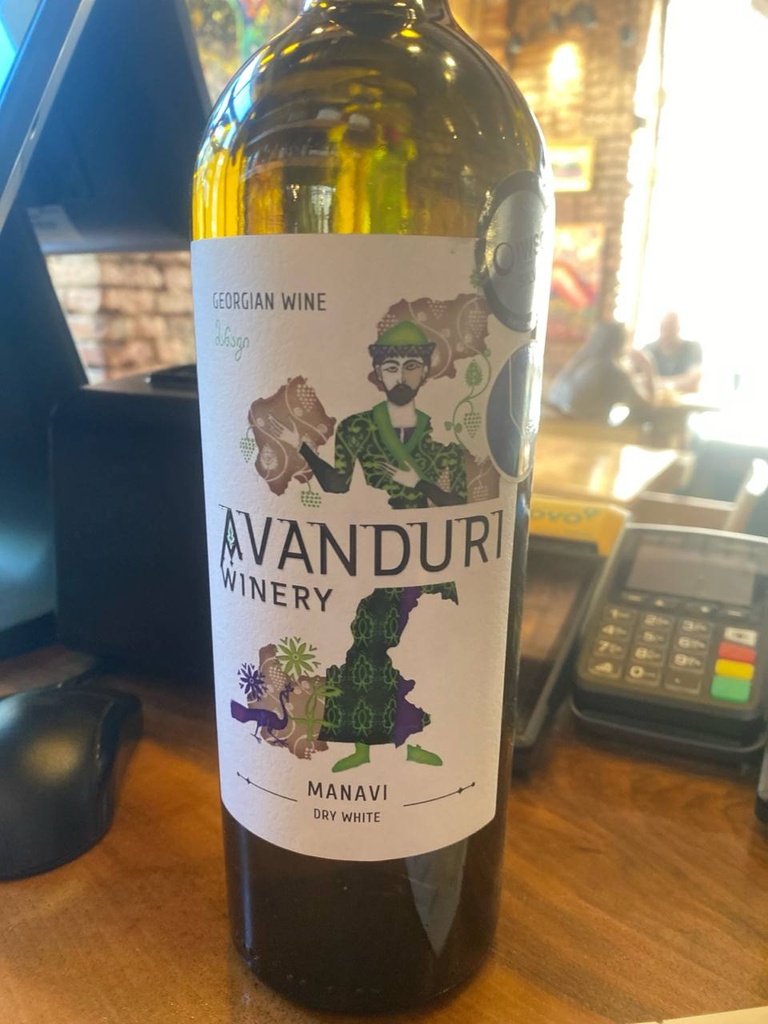 GEORGIAN WINE
AVANDURI
WINERY
MANAVI
DRY WHITE